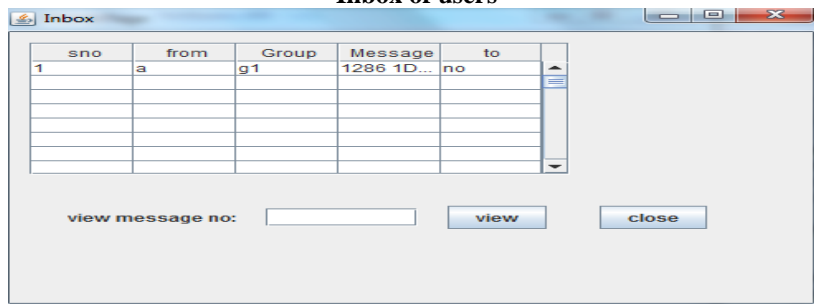 Inbox of users
Inbox
sno from Group Message to
1 a g1 1286 1D... no
view message no: view close